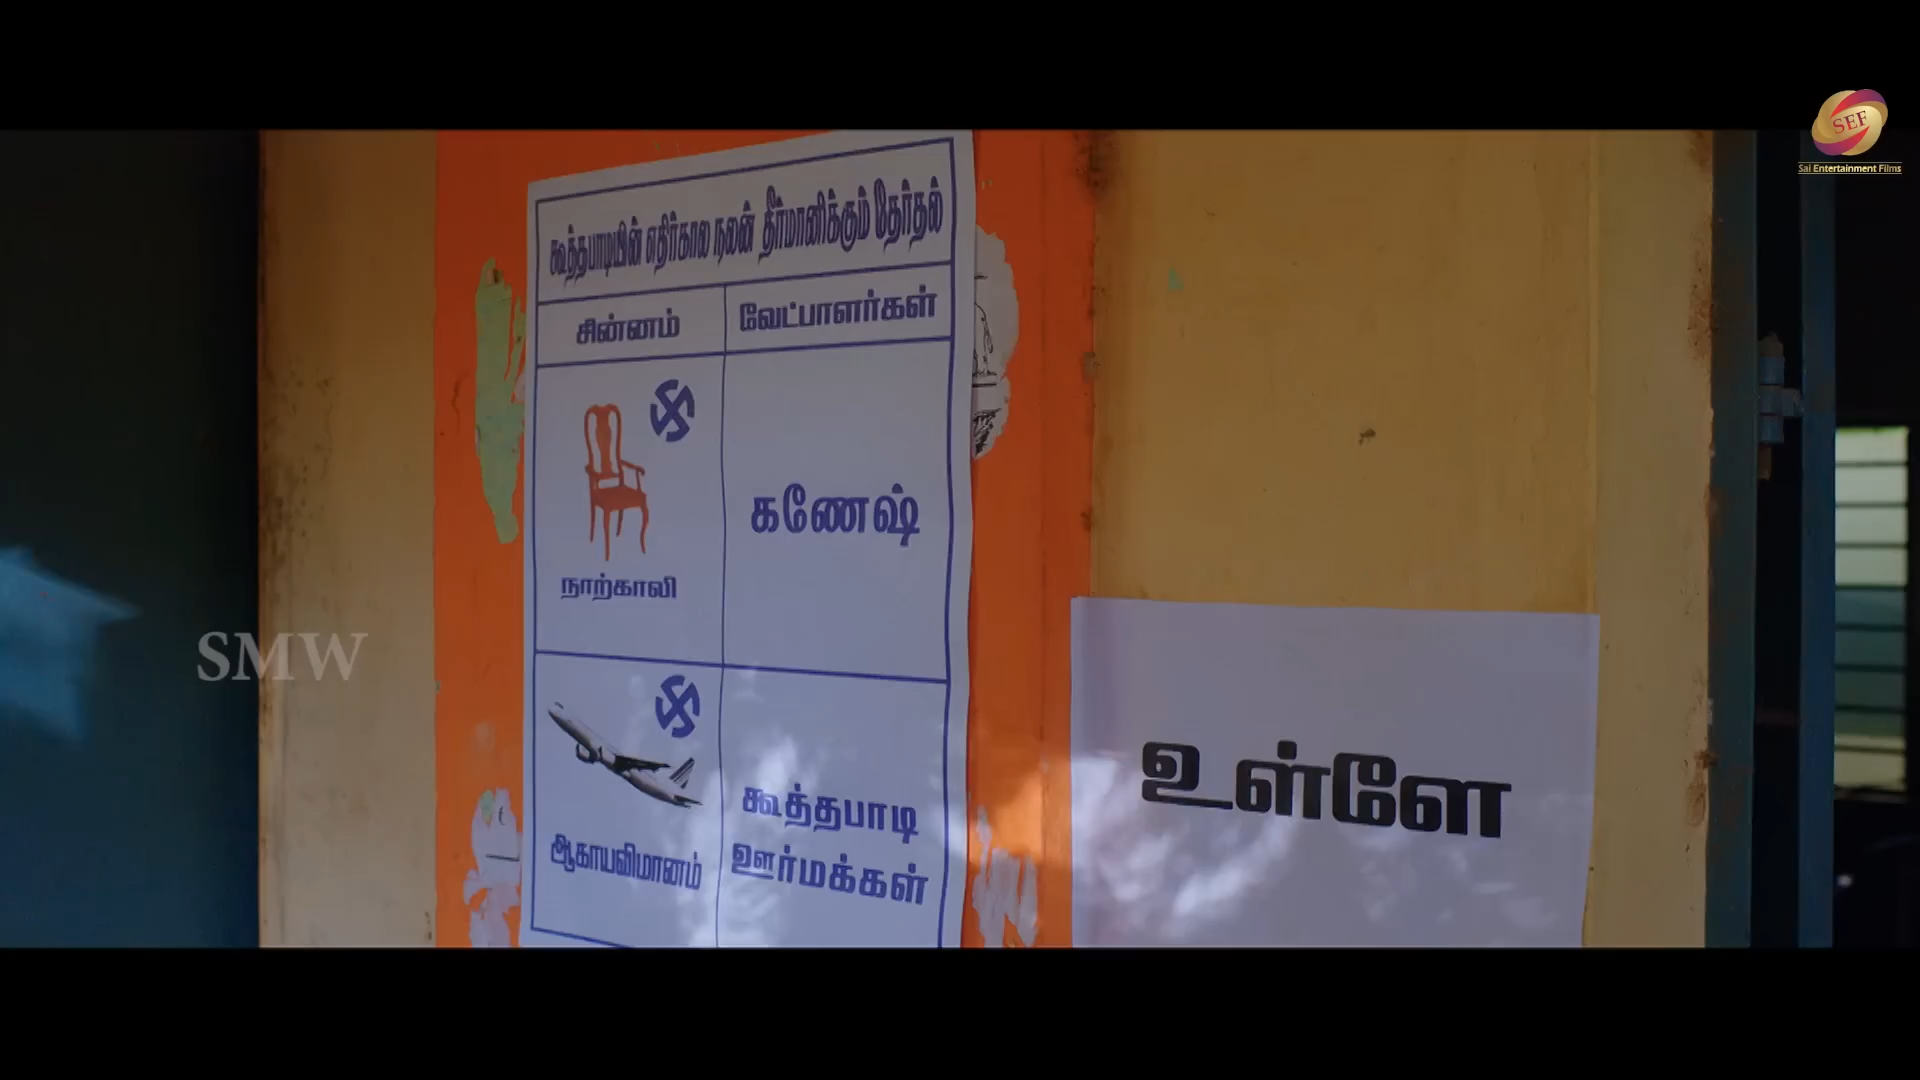 SEF
Sai Entertainment Films
கூத்தபாடியின் எதிர்கால நலன் தீர்மானிக்கும் தேர்தல்
சின்னம்
வேட்பாளர்கள்
நாற்காலி
கணேஷ்
ஆகாயவிமானம்
கூத்தபாடி
ஊர்மக்கள்
உள்ளே
SMW